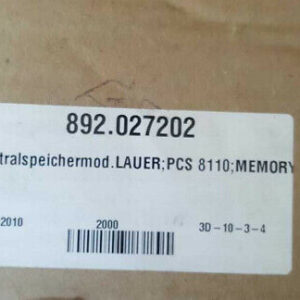 892.027202
tralspeichermod.LAUER;PCS 8110;MEMORY
2010 2000 3D-10-3-4